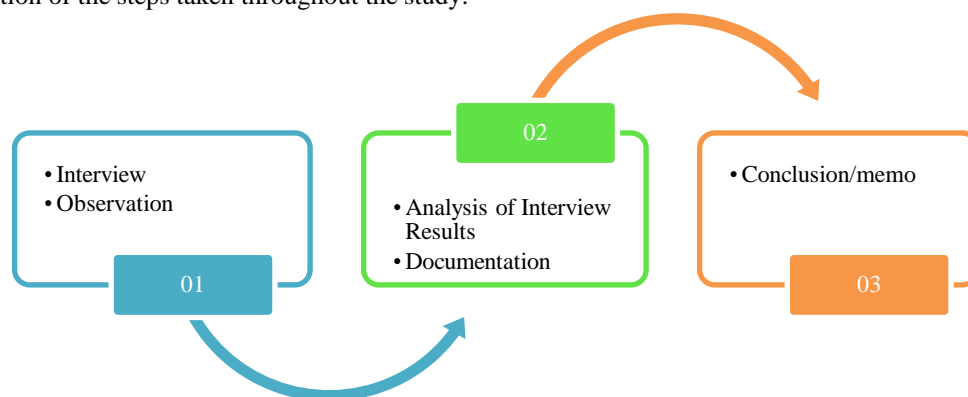 tion of the steps taken throughout the study.
• Interview
• Observation
01
02
• Analysis of Interview
Results
• Documentation
• Conclusion/memo
03